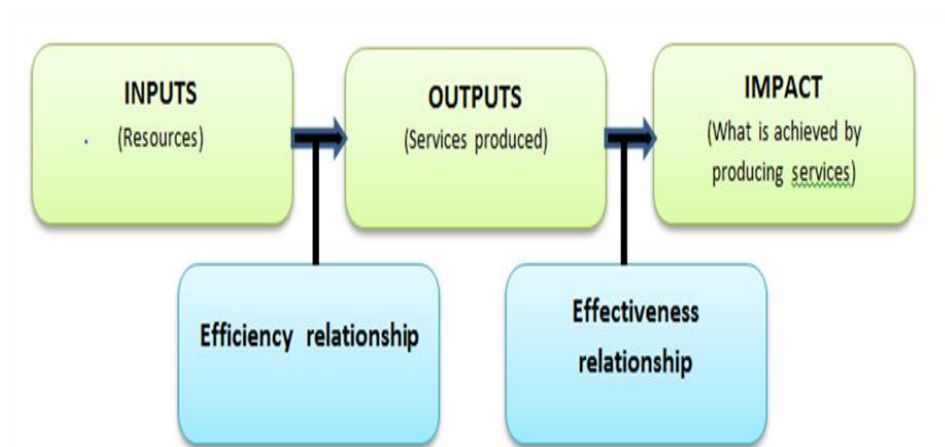 INPUTS
(Resources)
OUTPUTS
(Services produced)
IMPACT
(What is achieved by
producing services)
Efficiency relationship
Effectiveness
relationship